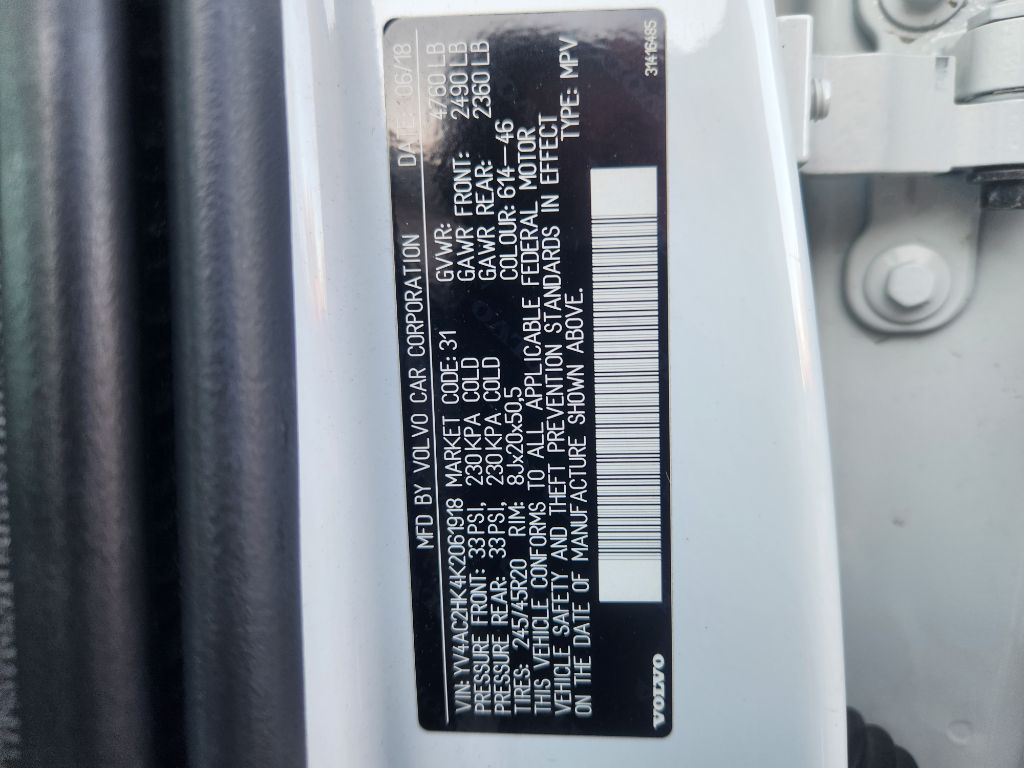 MFD BY VOLVO CAR CORPORATION DATE: 06/18
VIN: YV4AC2HK4K2061918 MARKET CODE: 31 GVWR: 4760 LB
PRESSURE FRONT: 33PSI, 230KPA COLD GAWR FRONT: 2490 LB
PRESSURE REAR: 33PSI, 230KPA COLD GAWR REAR: 2360 LB
TIRES: 245/45R20 RIM: 8Jx20x50,5 COLOUR: 614-46
THIS VEHICLE CONFORMS TO ALL APPLICABLE FEDERAL MOTOR
VEHICLE SAFETY AND THEFT PREVENTION STANDARDS IN EFFECT
ON THE DATE OF MANUFACTURE SHOWN ABOVE. TYPE: MPV
VOLVO 31416485